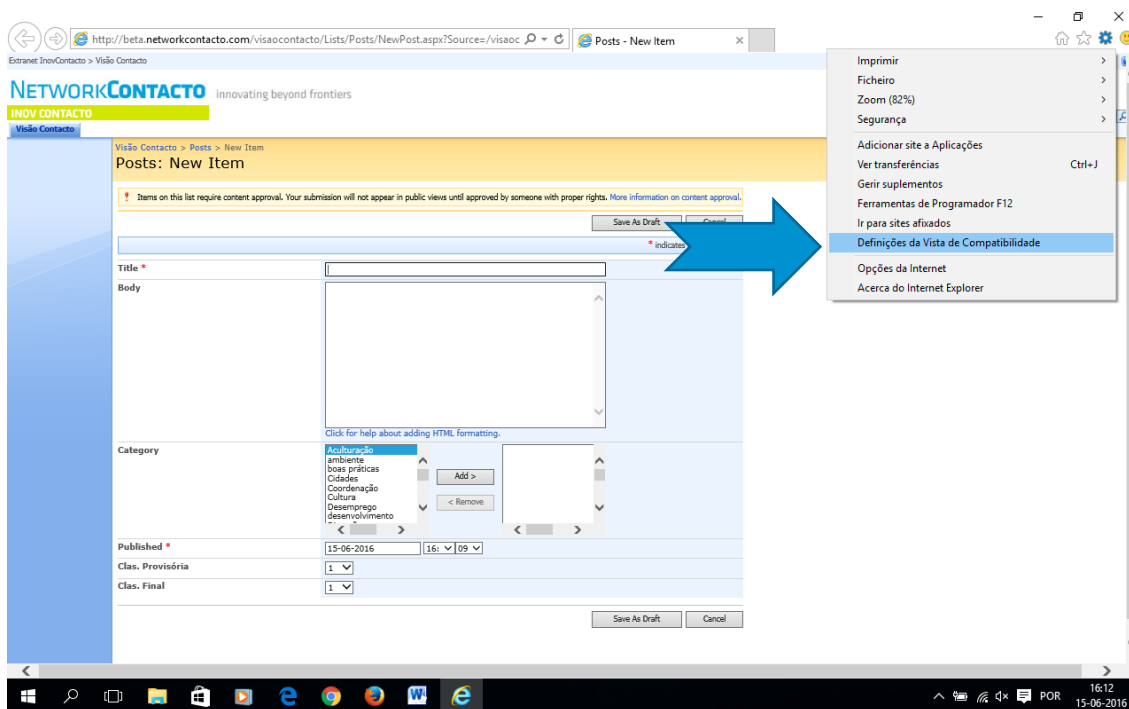 http://beta.networkcontacto.com/visaocontacto/Lists/Posts/NewPost.aspx?Source=/visaoc
Posts - New Item
Extranet InovContacto > Visão Contacto
NETWORKCONTACTO innovating beyond frontiers
INOV CONTACTO
Visão Contacto
Visão Contacto > Posts > New Item
Posts: New Item
Items on this list require content approval. Your submission will not appear in public views until approved by someone with proper rights. More information on content approval.
Save As Draft
Cancel
* indicates
Title *
Body
Click for help about adding HTML formatting.
Category
Aculturação
ambiente
boas práticas
Cidades
Coordenação
Cultura
Desemprego
desenvolvimento
Add >
< Remove
Published *
15-06-2016
16:
09
Clas. Provisória
1
Clas. Final
1
Save As Draft
Cancel
Imprimir
Ficheiro
Zoom (82%)
Segurança
Adicionar site a Aplicações
Ver transferências Ctrl+J
Gerir suplementos
Ferramentas de Programador F12
Ir para sites afixados
Definições da Vista de Compatibilidade
Opções da Internet
Acerca do Internet Explorer
POR
16:12
15-06-2016